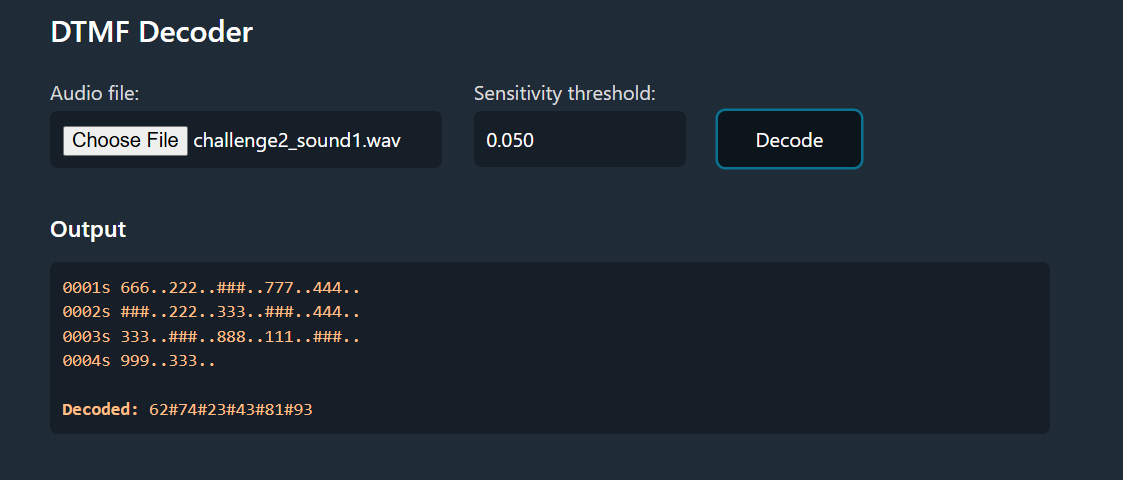 DTMF Decoder
Audio file:
Sensitivity threshold:
Choose File challenge2_sound1.wav
0.050
Decode
Output
0001s 666..222..###..777..444..
0002s ###..222..333..###..444..
0003s 333..###..888..111..###..
0004s 999..333..
Decoded: 62#74#23#43#81#93